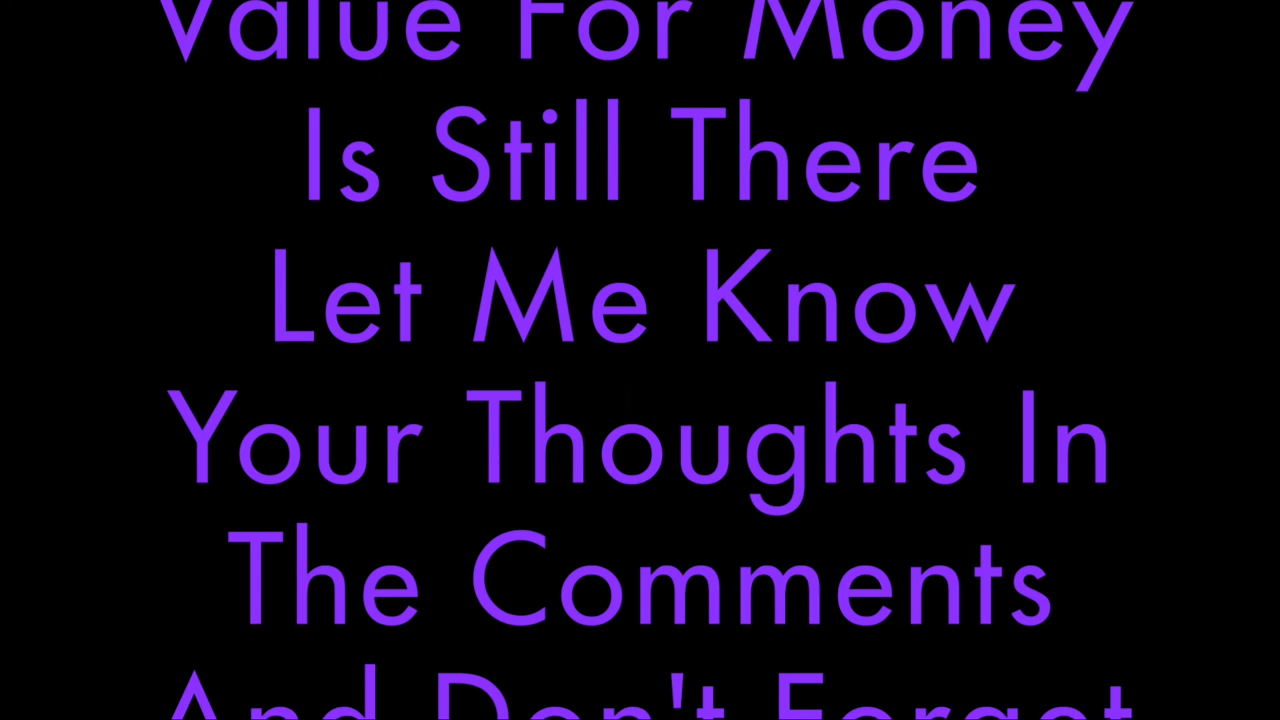 Value For Money
Is Still There
Let Me Know
Your Thoughts In
The Comments
And Don't Forget